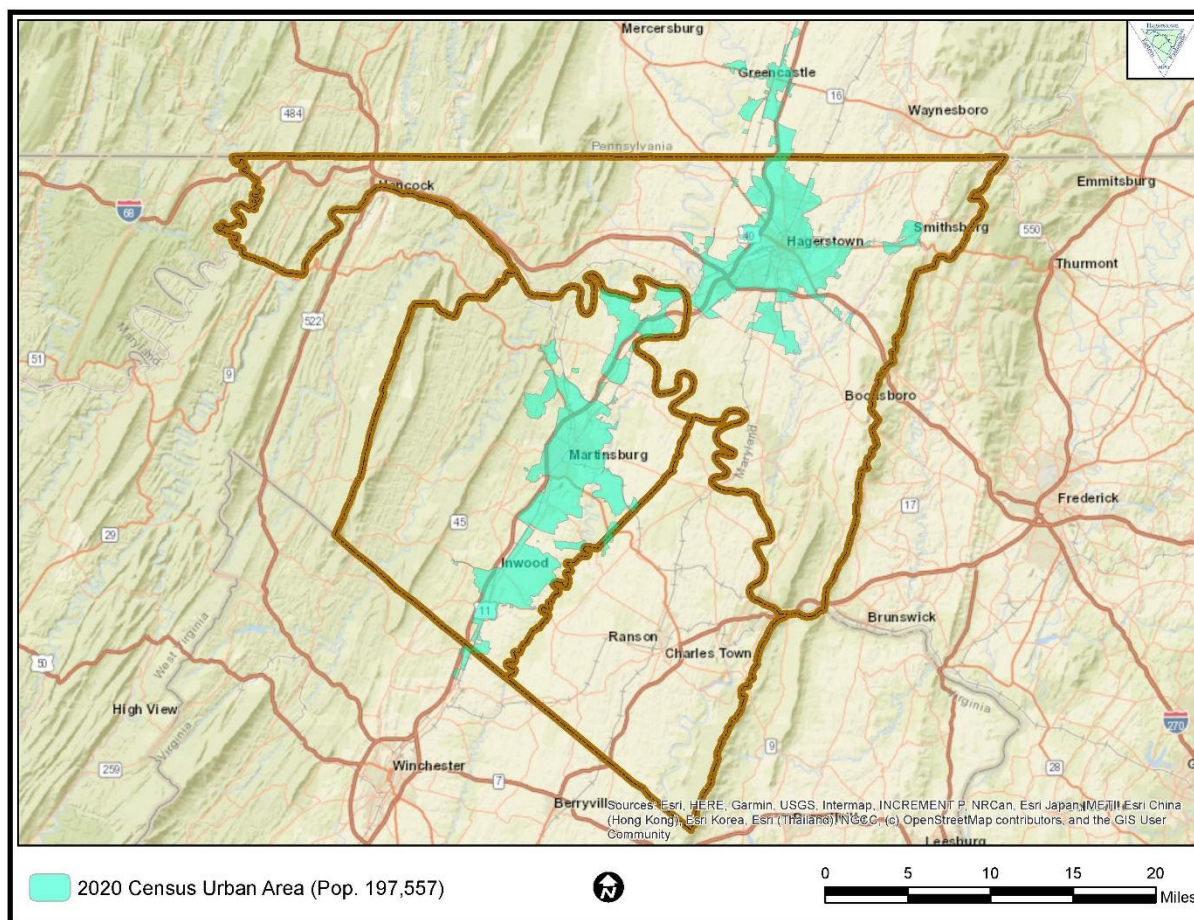 Mercersburg
Greencastle
16
Waynesboro
484
Pennsylvania
Hancock
68
Emmitsburg
Smithsburg
550
40
Hagerstown
Thurmont
522
Maryland
51
9
Boonsboro
Maryland
Martinsburg
Frederick
45
17
29
Inwood
11
Brunswick
Ranson
Charles Town
50
West Virginia
High View
Virginia
Virginia
270
9
259
Winchester
7
28
Berryvill
Sources: Esri, HERE, Garmin, USGS, Intermap, INCREMENT P, NRCan, Esri Japan, METI, Esri China
(Hong Kong), Esri Korea, Esri (Thailand), NGCC, (c) OpenStreetMap contributors, and the GIS User
Community
Leesburg
2020 Census Urban Area (Pop. 197,557)
N
0 5 10 15 20
Miles